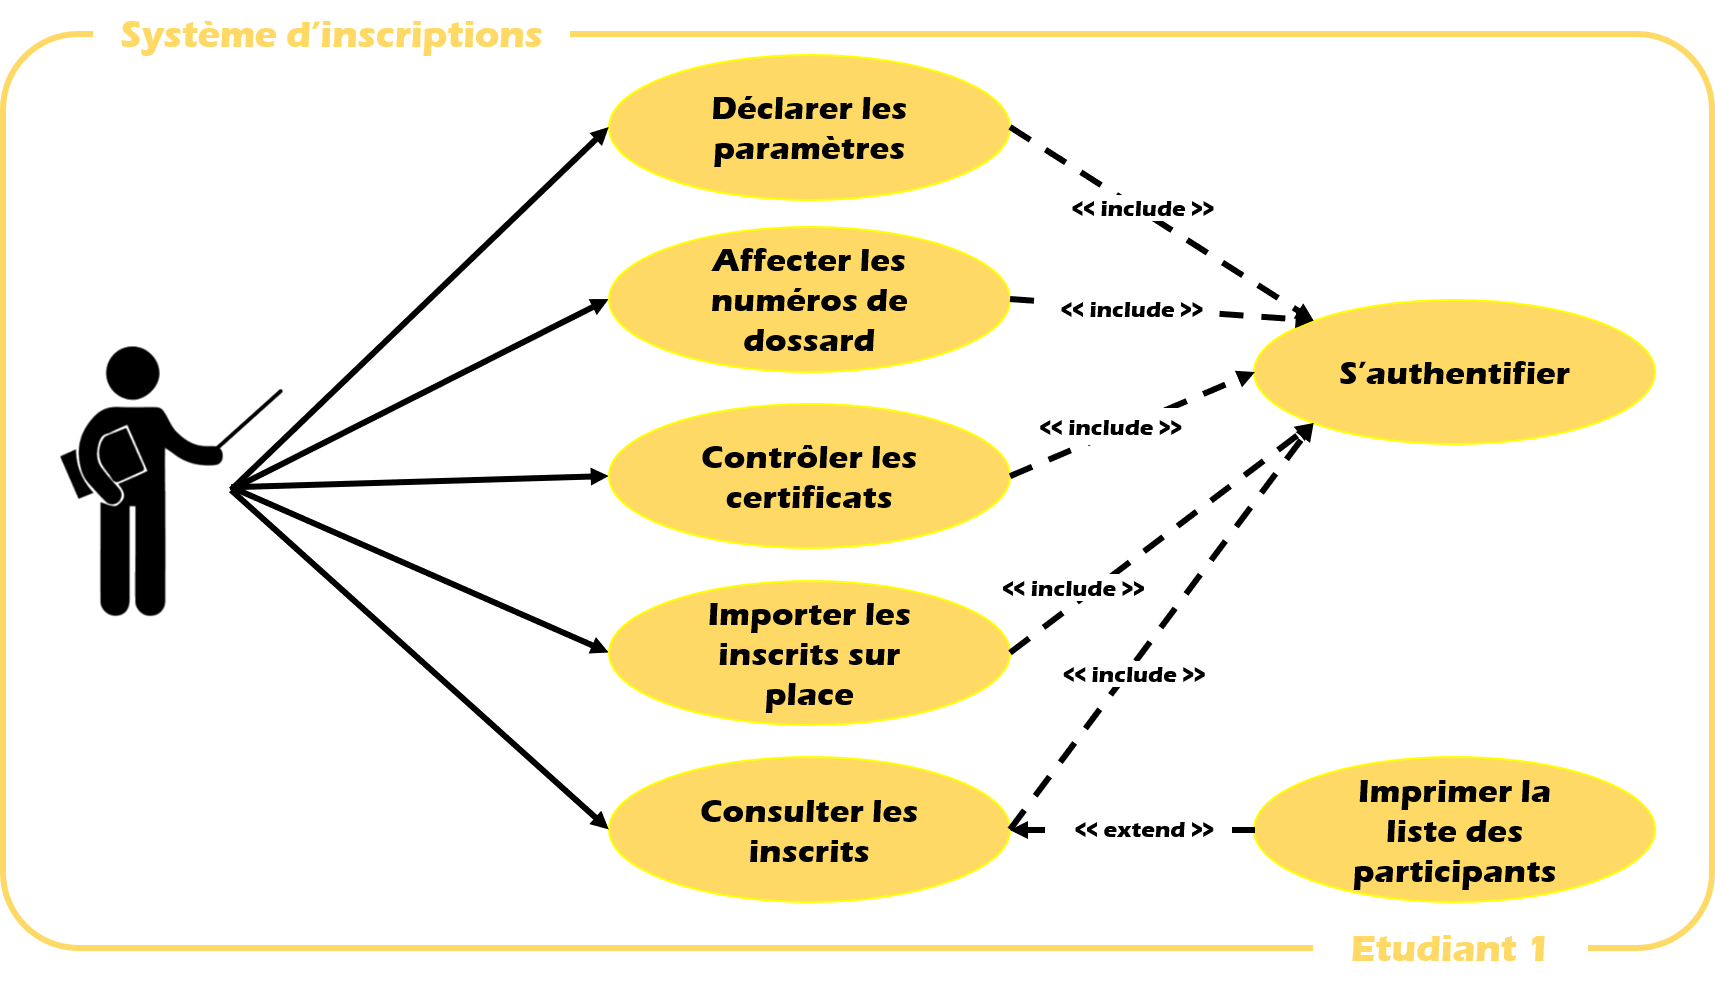 Système d'inscriptions
Déclarer les
paramètres
<< include >>
Affecter les
numéros de
dossard
<< include >>
S'authentifier
Contrôler les
certificats
<< include >>
Importer les
inscrits sur
place
<< include >>
<< include >>
Consulter les
inscrits
<< extend >>
Imprimer la
liste des
participants
Etudiant 1